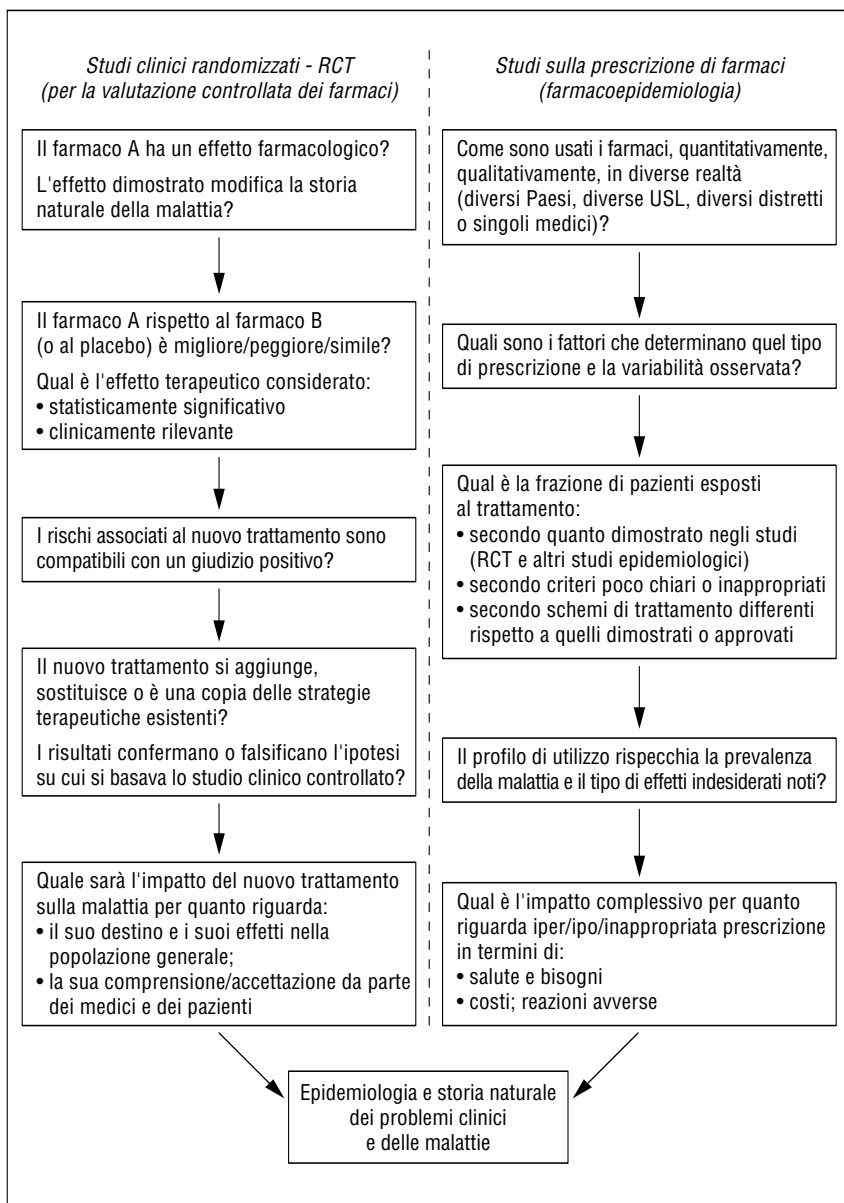 Studi clinici randomizzati - RCT
(per la valutazione controllata dei farmaci)
Il farmaco A ha un effetto farmacologico?
L'effetto dimostrato modifica la storia
naturale della malattia?
Il farmaco A rispetto al farmaco B
(o al placebo) è migliore/peggiore/simile?
Qual è l'effetto terapeutico considerato:
• statisticamente significativo
• clinicamente rilevante
I rischi associati al nuovo trattamento sono
compatibili con un giudizio positivo?
Il nuovo trattamento si aggiunge,
sostituisce o è una copia delle strategie
terapeutiche esistenti?
I risultati confermano o falsificano l'ipotesi
su cui si basava lo studio clinico controllato?
Quale sarà l'impatto del nuovo trattamento
sulla malattia per quanto riguarda:
• il suo destino e i suoi effetti nella
popolazione generale;
• la sua comprensione/accettazione da parte
dei medici e dei pazienti
Studi sulla prescrizione di farmaci
(farmacoepidemiologia)
Come sono usati i farmaci, quantitativamente,
qualitativamente, in diverse realtà
(diversi Paesi, diverse USL, diversi distretti
o singoli medici)?
Quali sono i fattori che determinano quel tipo
di prescrizione e la variabilità osservata?
Qual è la frazione di pazienti esposti
al trattamento:
• secondo quanto dimostrato negli studi
(RCT e altri studi epidemiologici)
• secondo criteri poco chiari o inappropriati
• secondo schemi di trattamento differenti
rispetto a quelli dimostrati o approvati
Il profilo di utilizzo rispecchia la prevalenza
della malattia e il tipo di effetti indesiderati noti?
Qual è l'impatto complessivo per quanto
riguarda iper/ipo/inappropriata prescrizione
in termini di:
• salute e bisogni
• costi; reazioni avverse
Epidemiologia e storia naturale
dei problemi clinici
e delle malattie